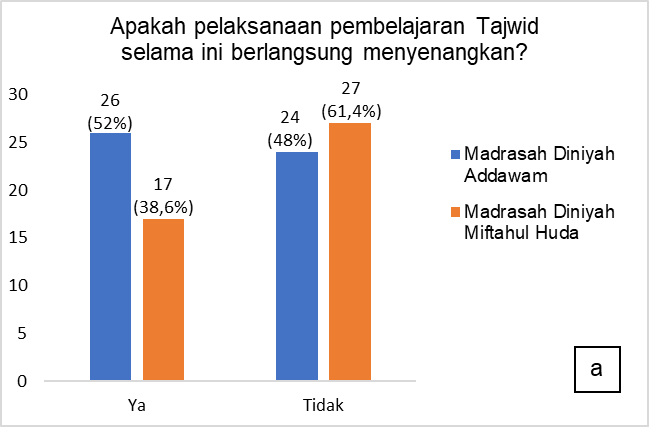 Apakah pelaksanaan pembelajaran Tajwid
selama ini berlangsung menyenangkan?
30
25
20
15
10
5
0
26
(52%)
17
(38,6%)
24
(48%)
27
(61,4%)
Ya
Tidak
Madrasah Diniyah
Addawam
Madrasah Diniyah
Miftahul Huda
a